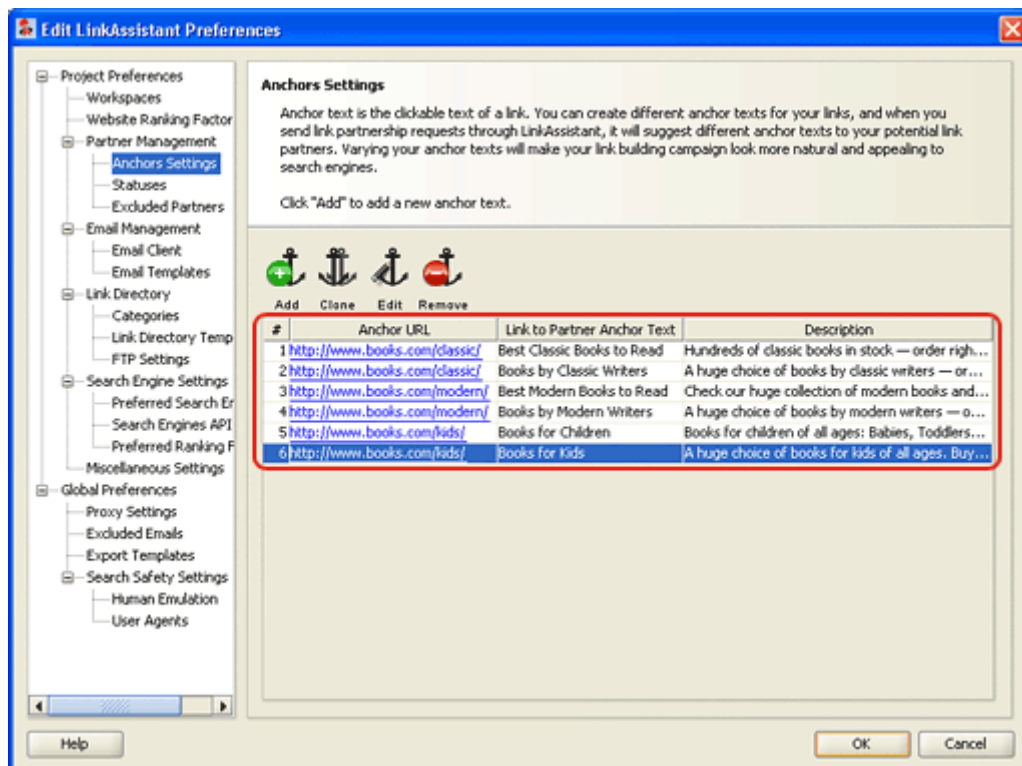 Edit LinkAssistant Preferences
Project Preferences
Workspaces
Website Ranking Factor
Partner Management
Anchors Settings
Statuses
Excluded Partners
Email Management
Email Client
Email Templates
Link Directory
Categories
Link Directory Temp
FTP Settings
Search Engine Settings
Preferred Search Er
Search Engines API
Preferred Ranking F
Miscellaneous Settings
Global Preferences
Proxy Settings
Excluded Emails
Export Templates
Search Safety Settings
Human Emulation
User Agents
Anchors Settings
Anchor text is the clickable text of a link. You can create different anchor texts for your links, and when you
send link partnership requests through LinkAssistant, it will suggest different anchor texts to your potential link
partners. Varying your anchor texts will make your link building campaign look more natural and appealing to
search engines.
Click "Add" to add a new anchor text.
Add Clone Edit Remove
# Anchor URL Link to Partner Anchor Text Description
1 http://www.books.com/classic/ Best Classic Books to Read Hundreds of classic books in stock — order righ...
2 http://www.books.com/classic/ Books by Classic Writers A huge choice of books by classic writers — or...
3 http://www.books.com/modern/ Best Modern Books to Read Check our huge collection of modern books and...
4 http://www.books.com/modern/ Books by Modern Writers A huge choice of books by modern writers — o...
5 http://www.books.com/kids/ Books for Children Books for children of all ages: Babies, Toddlers...
6 http://www.books.com/kids/ Books for Kids A huge choice of books for kids of all ages. Buy...
Help OK Cancel